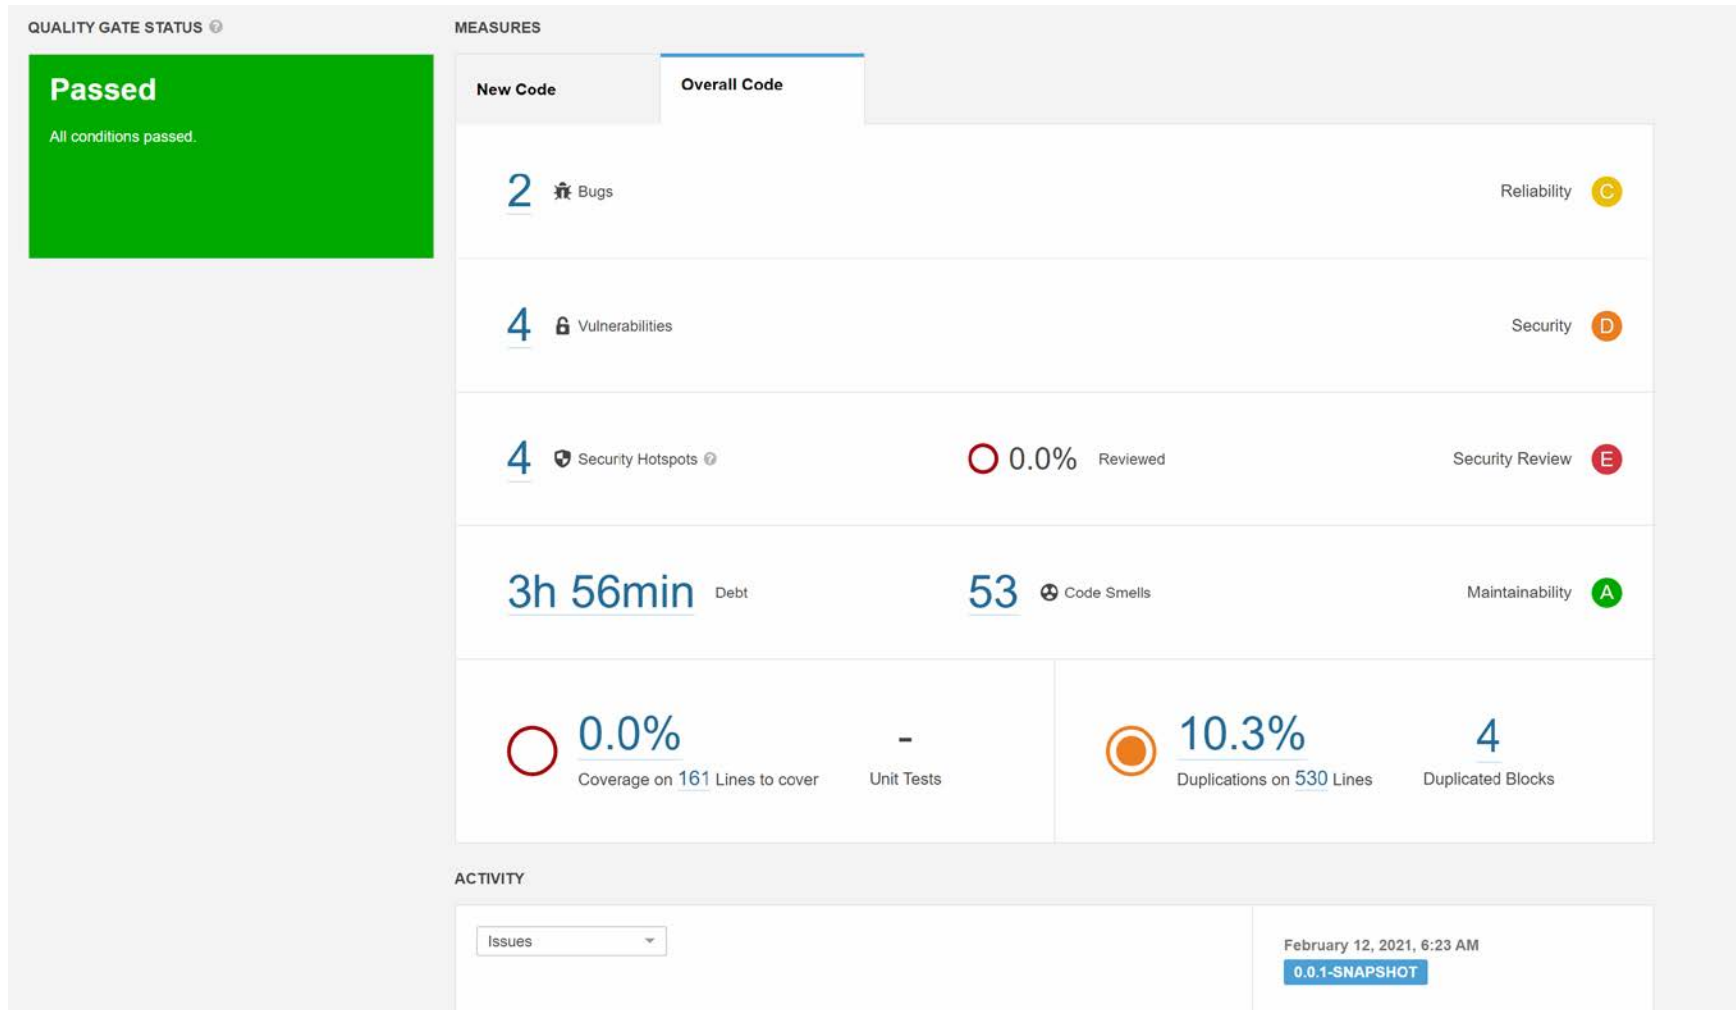 QUALITY GATE STATUS ?
Passed
All conditions passed.
MEASURES
New Code
Overall Code
2 Bugs
Reliability C
4 Vulnerabilities
Security D
4 Security Hotspots ?
0.0% Reviewed
Security Review E
3h 56min Debt
53 Code Smells
Maintainability A
0.0%
Coverage on 161 Lines to cover
-
Unit Tests
10.3%
Duplications on 530 Lines
4
Duplicated Blocks
ACTIVITY
Issues
February 12, 2021, 6:23 AM
0.0.1-SNAPSHOT